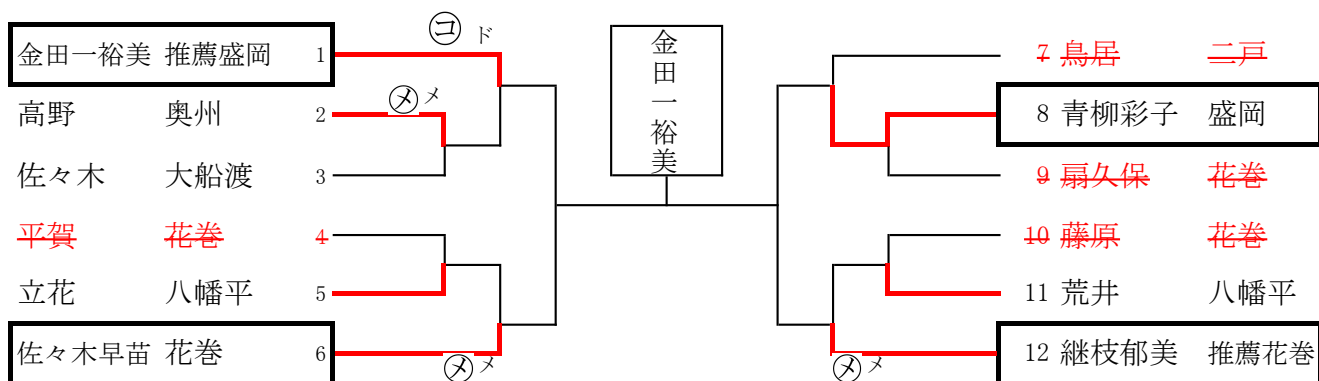 ㋙ ド
金田一裕美 推薦盛岡 1
高野 奥州 2
㋱ メ
佐々木 大船渡 3
平賀 花巻 4
立花 八幡平 5
佐々木早苗 花巻 6
㋱ メ
金田一裕美
7 鳥居 二戸
8 青柳彩子 盛岡
9 扇久保 花巻
10 藤原 花巻
11 荒井 八幡平
12 継枝郁美 推薦花巻
㋱ メ